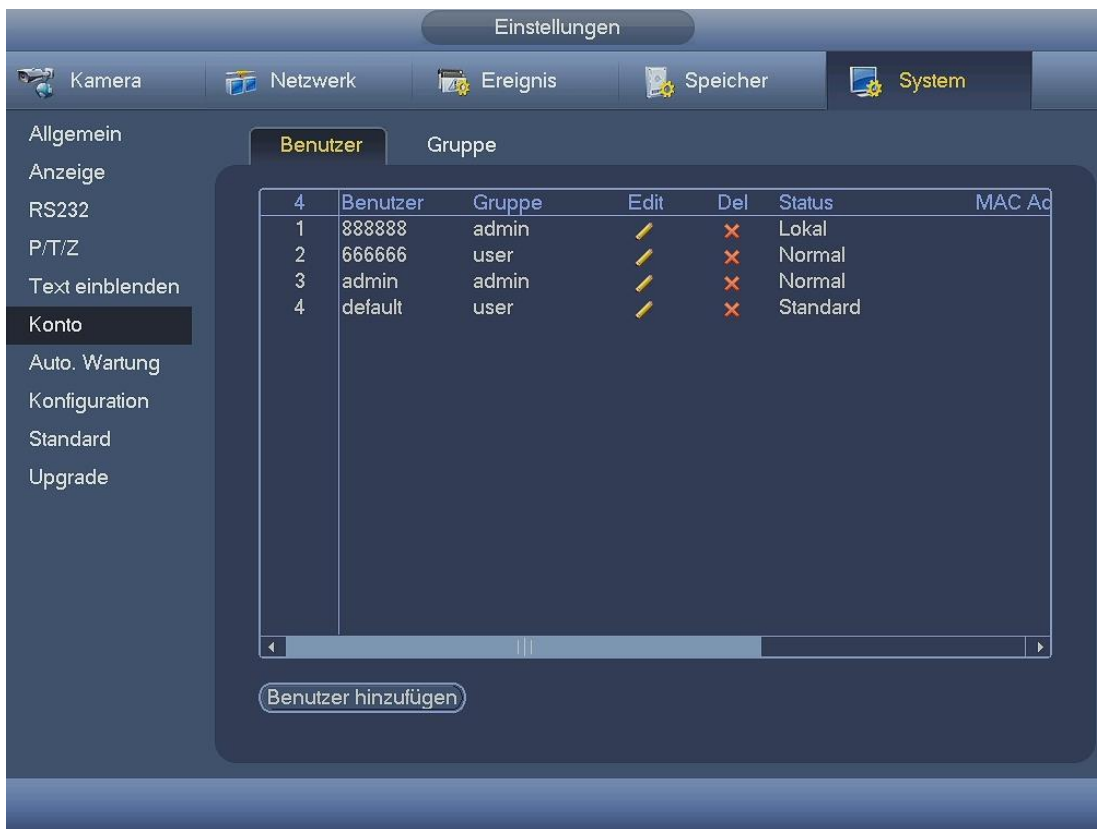 Einstellungen
Kamera Netzwerk Ereignis Speicher System
Allgemein
Anzeige
RS232
P/T/Z
Text einblenden
Konto
Auto. Wartung
Konfiguration
Standard
Upgrade
Benutzer Gruppe
4 Benutzer Gruppe Edit Del Status MAC Ad
1 888888 admin Lokal
2 666666 user Normal
3 admin admin Normal
4 default user Standard
Benutzer hinzufügen